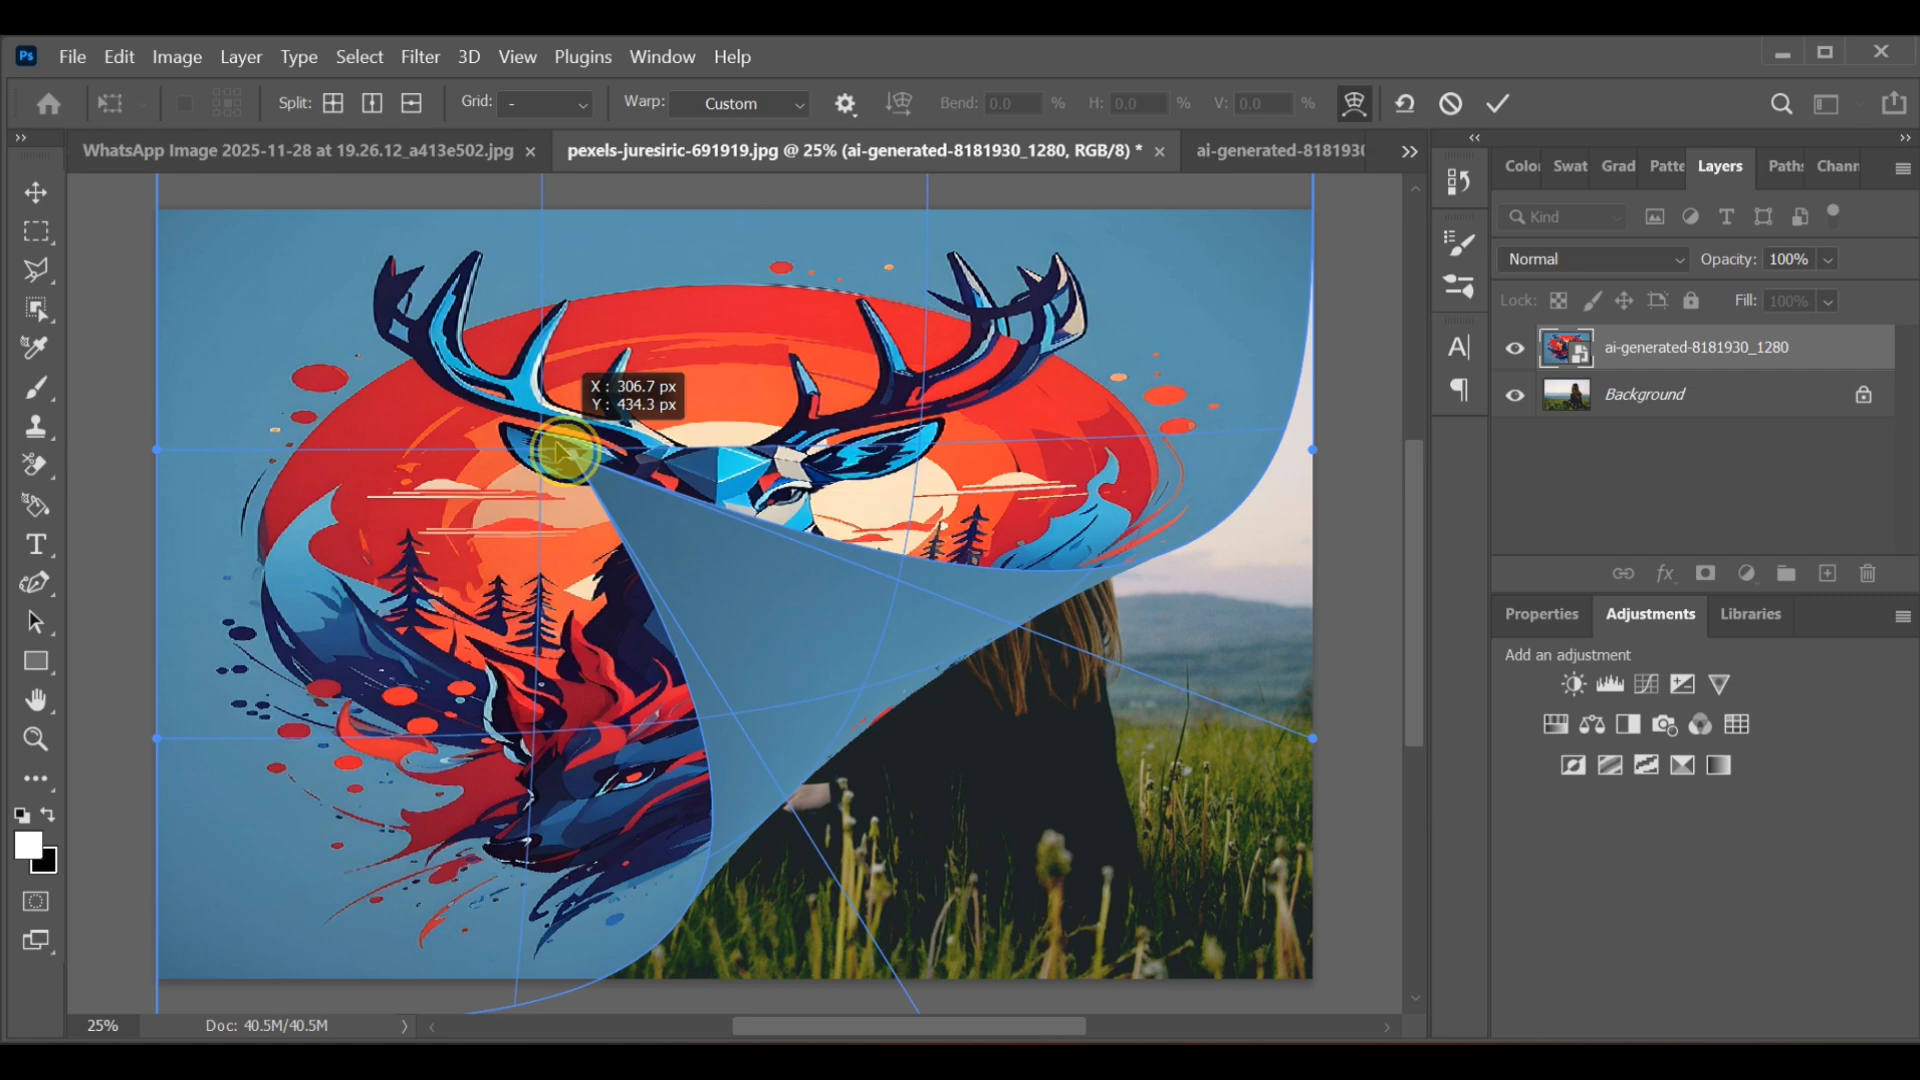 Ps File Edit Image Layer Type Select Filter 3D View Plugins Window Help
Split: Grid: - Warp: Custom Bend: 0.0 % H: 0.0 % V: 0.0 %
WhatsApp Image 2025-11-28 at 19.26.12_a413e502.jpg × pexels-juresiric-691919.jpg @ 25% (ai-generated-8181930_1280, RGB/8) * × ai-generated-8181930
Color Swat Grad Patte Layers Paths Chann
Kind
Normal Opacity: 100%
Lock: Fill: 100%
ai-generated-8181930_1280
Background
X : 306.7 px
Y : 434.3 px
Properties Adjustments Libraries
Add an adjustment
25% Doc: 40.5M/40.5M